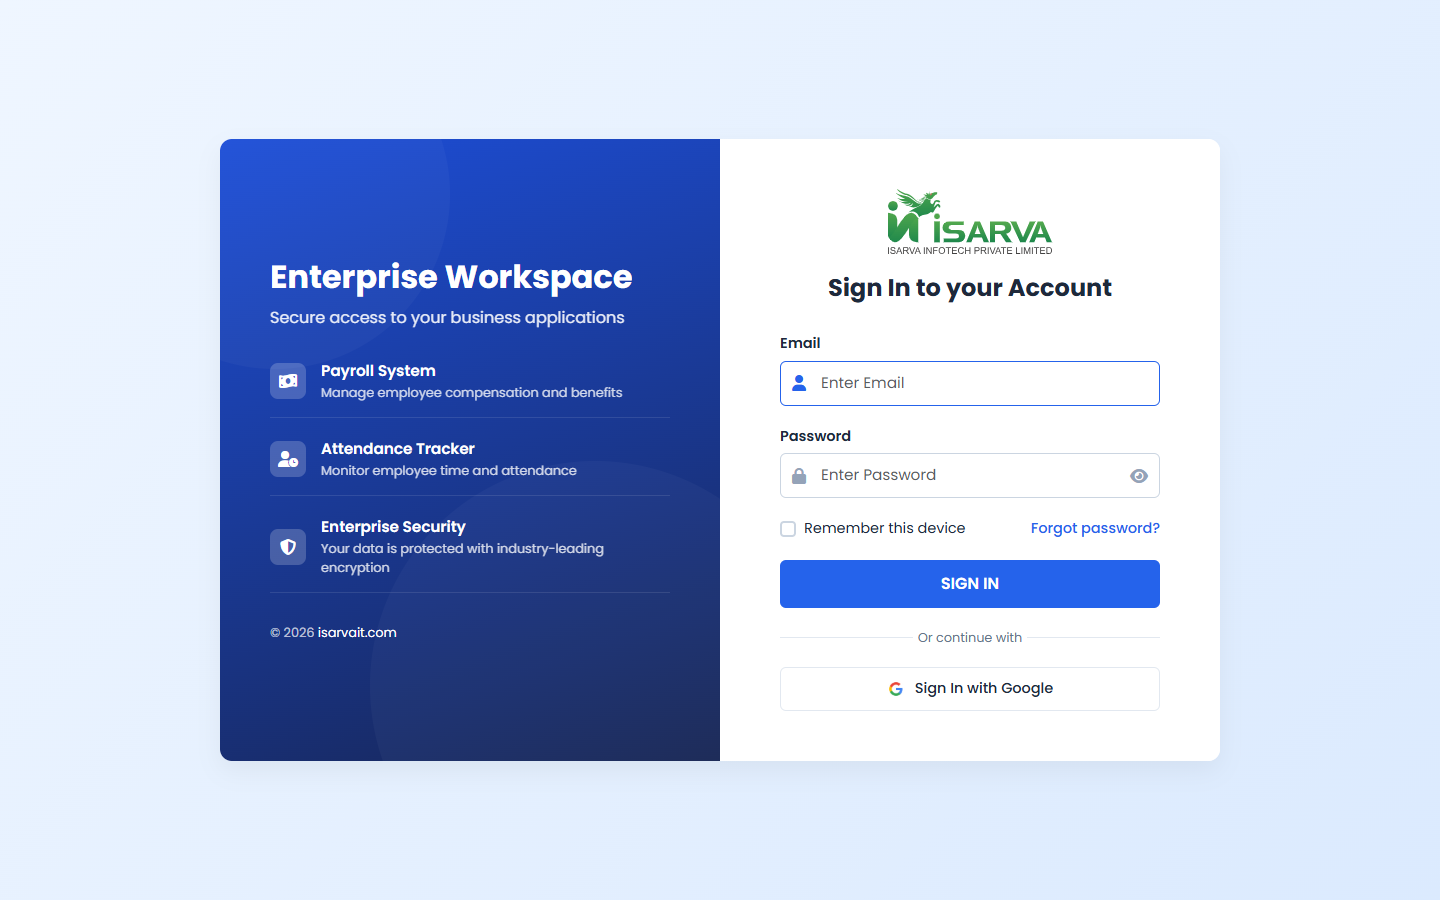 Enterprise Workspace
Secure access to your business applications
Payroll System
Manage employee compensation and benefits
Attendance Tracker
Monitor employee time and attendance
Enterprise Security
Your data is protected with industry-leading
encryption
© 2026 isarvait.com
iSARVA
ISARVA INFOTECH PRIVATE LIMITED
Sign In to your Account
Email
Enter Email
Password
Enter Password
Remember this device
Forgot password?
SIGN IN
Or continue with
Sign In with Google